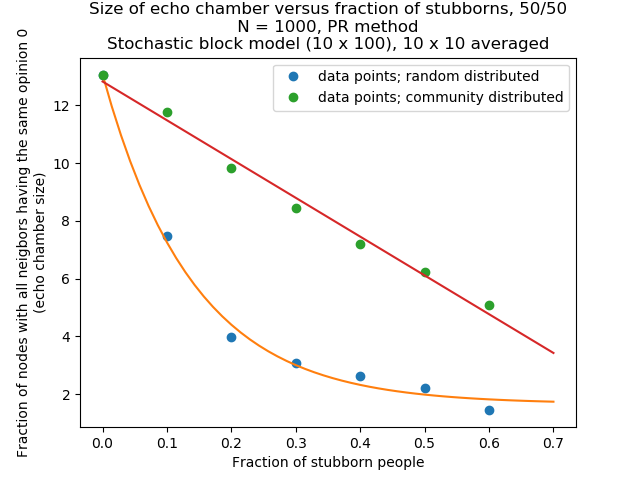 Size of echo chamber versus fraction of stubborns, 50/50
N = 1000, PR method
Stochastic block model (10 x 100), 10 x 10 averaged
data points; random distributed
data points; community distributed
Fraction of nodes with all neigbors having the same opinion 0
(echo chamber size)
12
10
8
6
4
2
0.0 0.1 0.2 0.3 0.4 0.5 0.6 0.7
Fraction of stubborn people